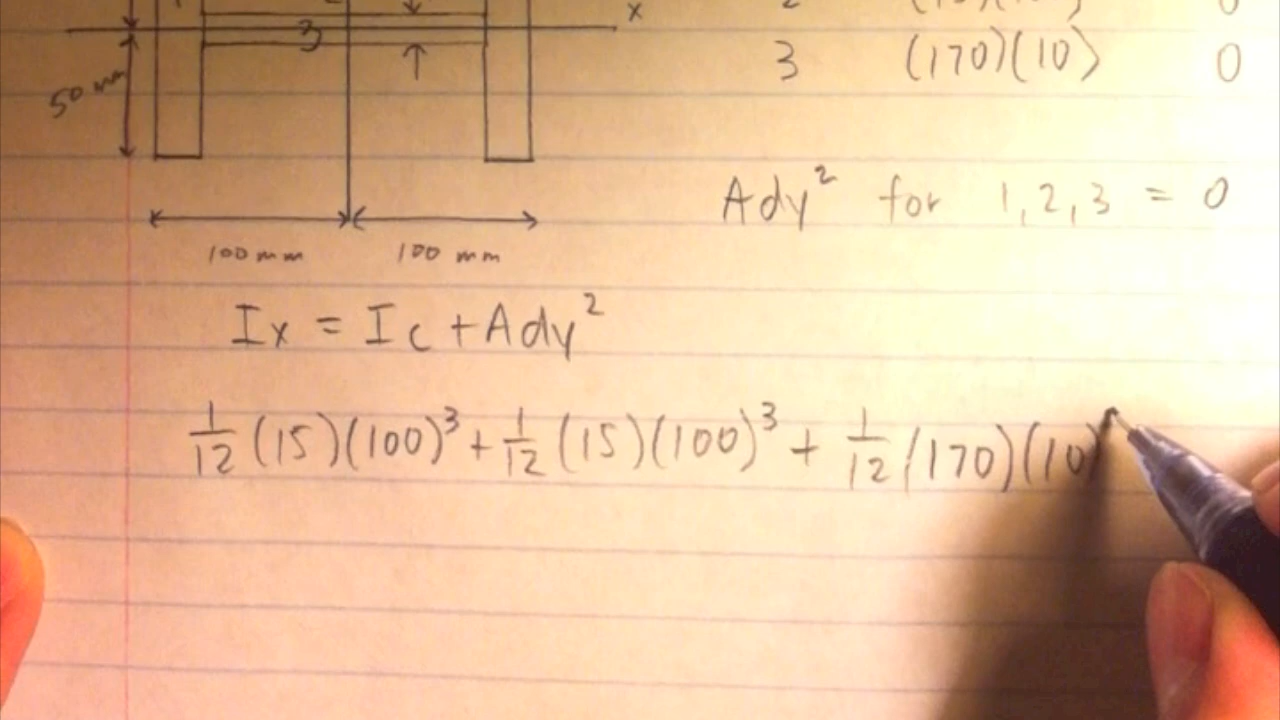 x
3
50 mm
3 (170)(10) 0
Ady² for 1,2,3 = 0
100 mm 100 mm
Ix = Ic + Ady²
1/12 (15)(100)³ + 1/12 (15)(100)³ + 1/12 (170)(10)